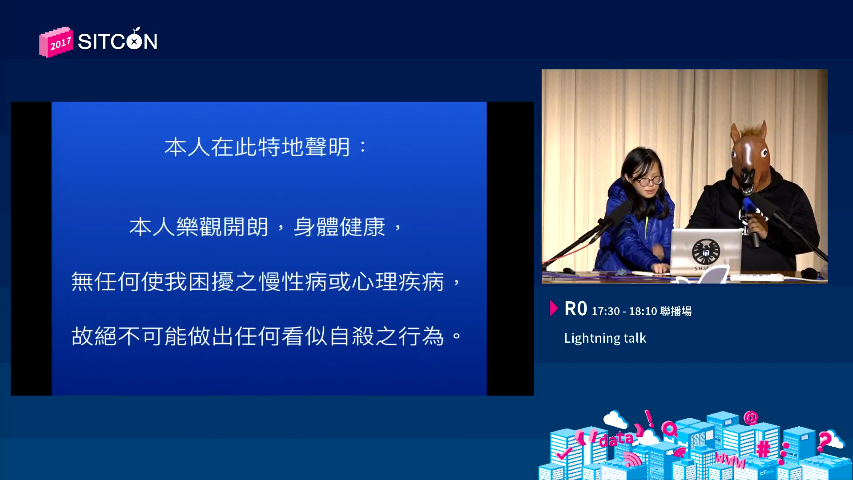 2017 SITCON
本人在此特地聲明：
本人樂觀開朗，身體健康，
無任何使我困擾之慢性病或心理疾病，
故絕不可能做出任何看似自殺之行為。
R0 17:30 - 18:10 聯播場
Lightning talk
data
@
www
#
?
!